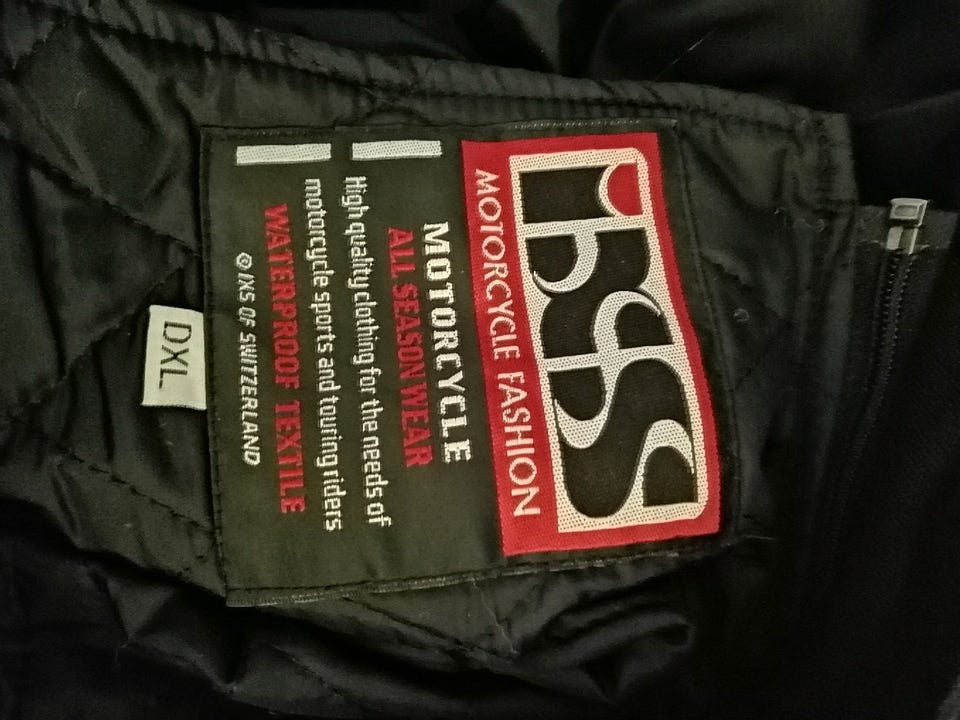 ixs
MOTORCYCLE FASHION
MOTORCYCLE
ALL SEASON WEAR
High quality clothing for the needs of
motorcycle sports and touring riders
WATERPROOF TEXTILE
© IXS OF SWITZERLAND
DXL